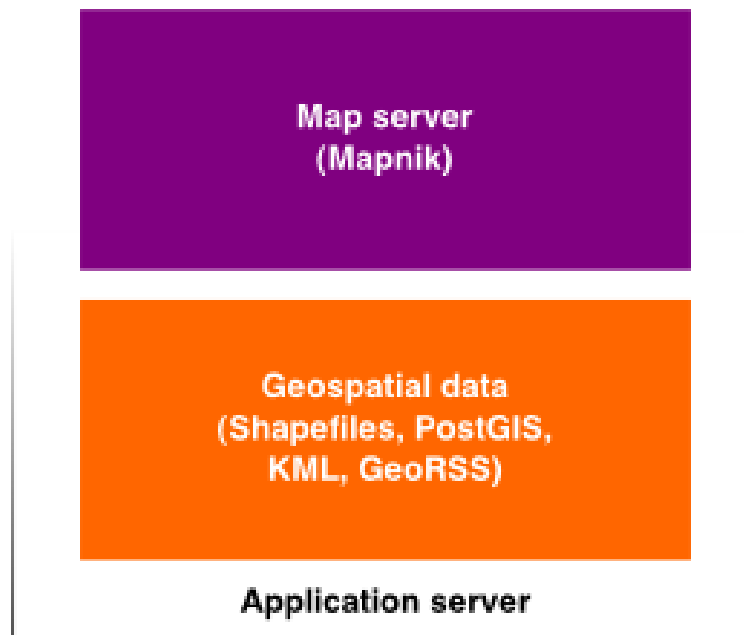 Map server
(Mapnik)
Geospatial data
(Shapefiles, PostGIS,
KML, GeoRSS)
Application server